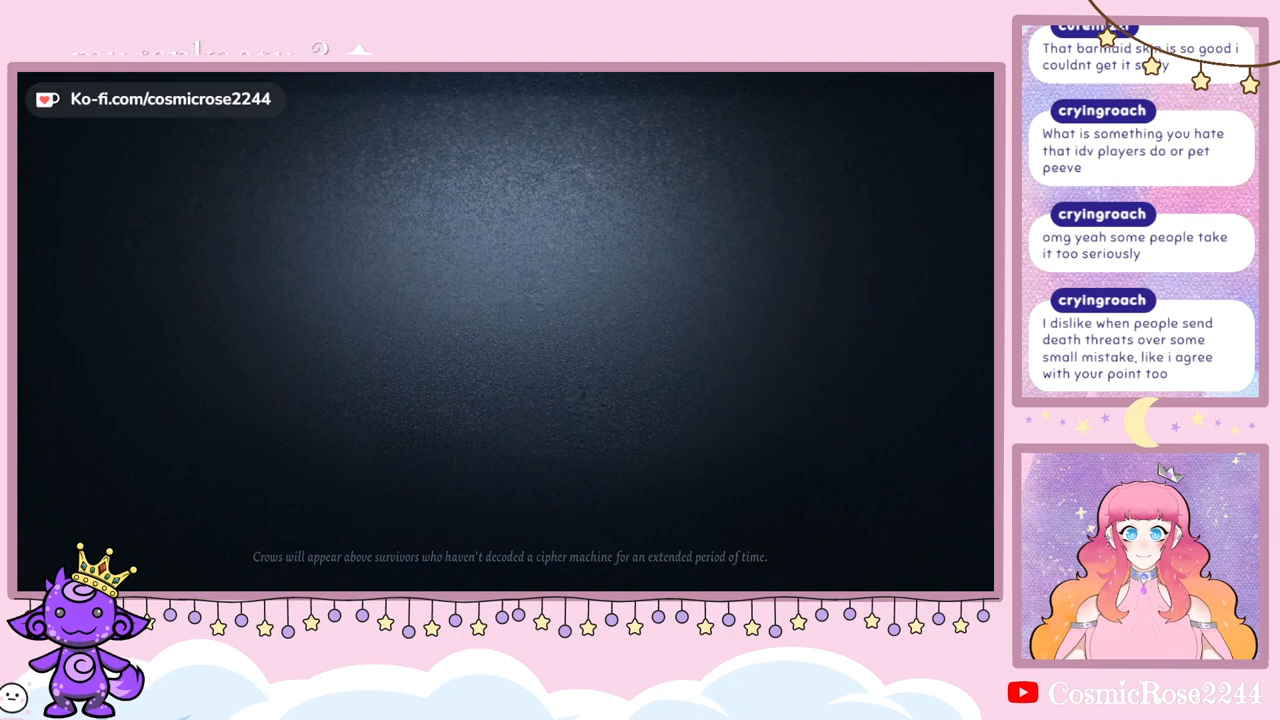 Ko-fi.com/cosmicrose2244
Crows will appear above survivors who haven't decoded a cipher machine for an extended period of time.
That barmaid skin is so good i
couldnt get it sadly
cryingroach
What is something you hate
that idv players do or pet
peeve
cryingroach
omg yeah some people take
it too seriously
cryingroach
I dislike when people send
death threats over some
small mistake, like i agree
with your point too
CosmicRose2244